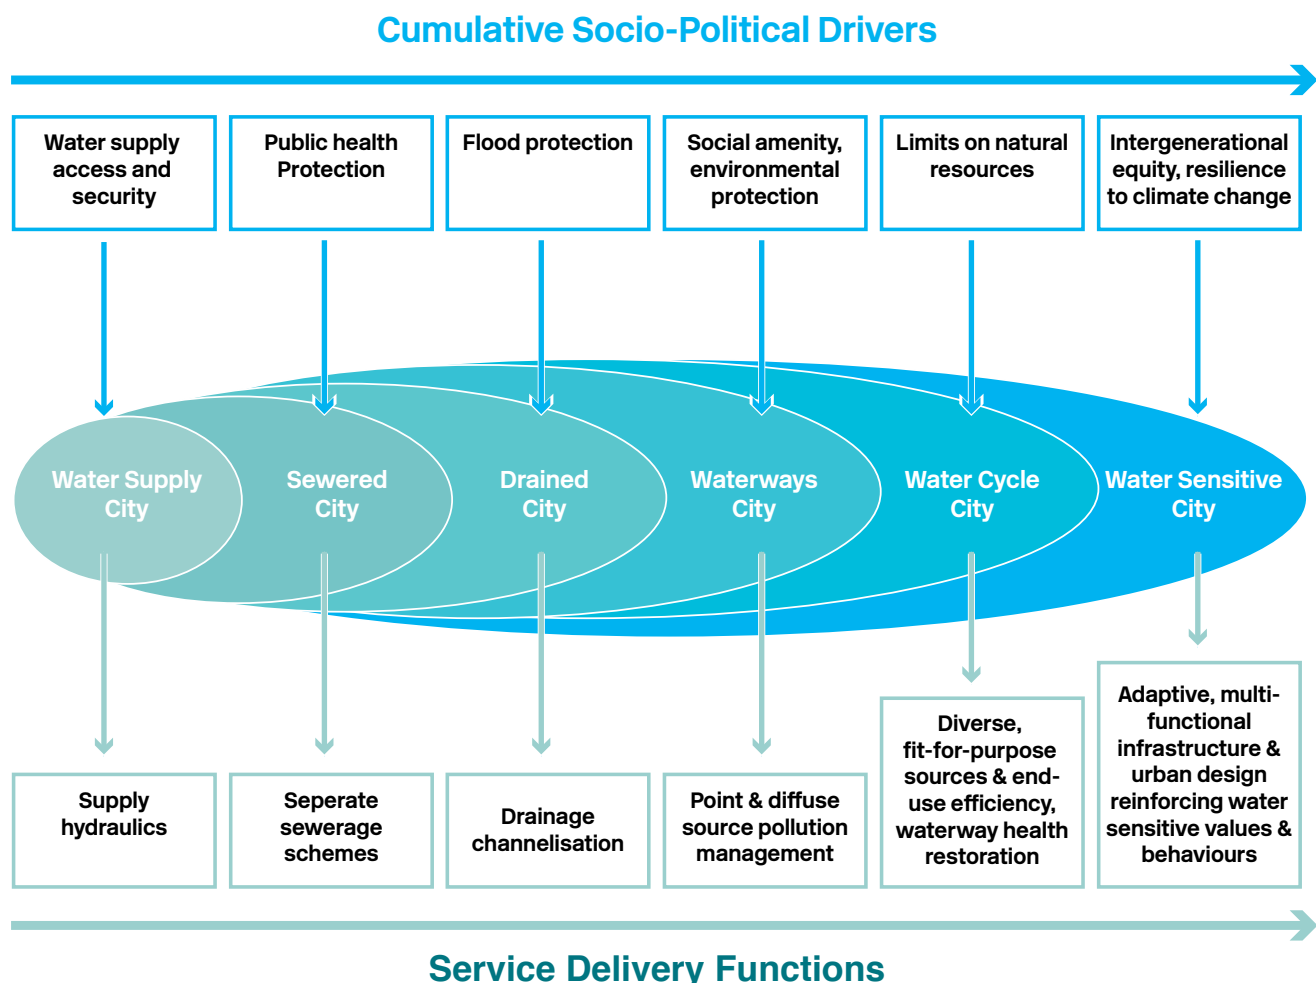 Cumulative Socio-Political Drivers
Water supply
access and
security
Public health
Protection
Flood protection
Social amenity,
environmental
protection
Limits on natural
resources
Intergenerational
equity, resilience
to climate change
Water Supply
City
Sewered
City
Drained
City
Waterways
City
Water Cycle
City
Water Sensitive
City
Supply
hydraulics
Seperate
sewerage
schemes
Drainage
channelisation
Point & diffuse
source pollution
management
Diverse,
fit-for-purpose
sources & end-
use efficiency,
waterway health
restoration
Adaptive, multi-
functional
infrastructure &
urban design
reinforcing water
sensitive values &
behaviours
Service Delivery Functions